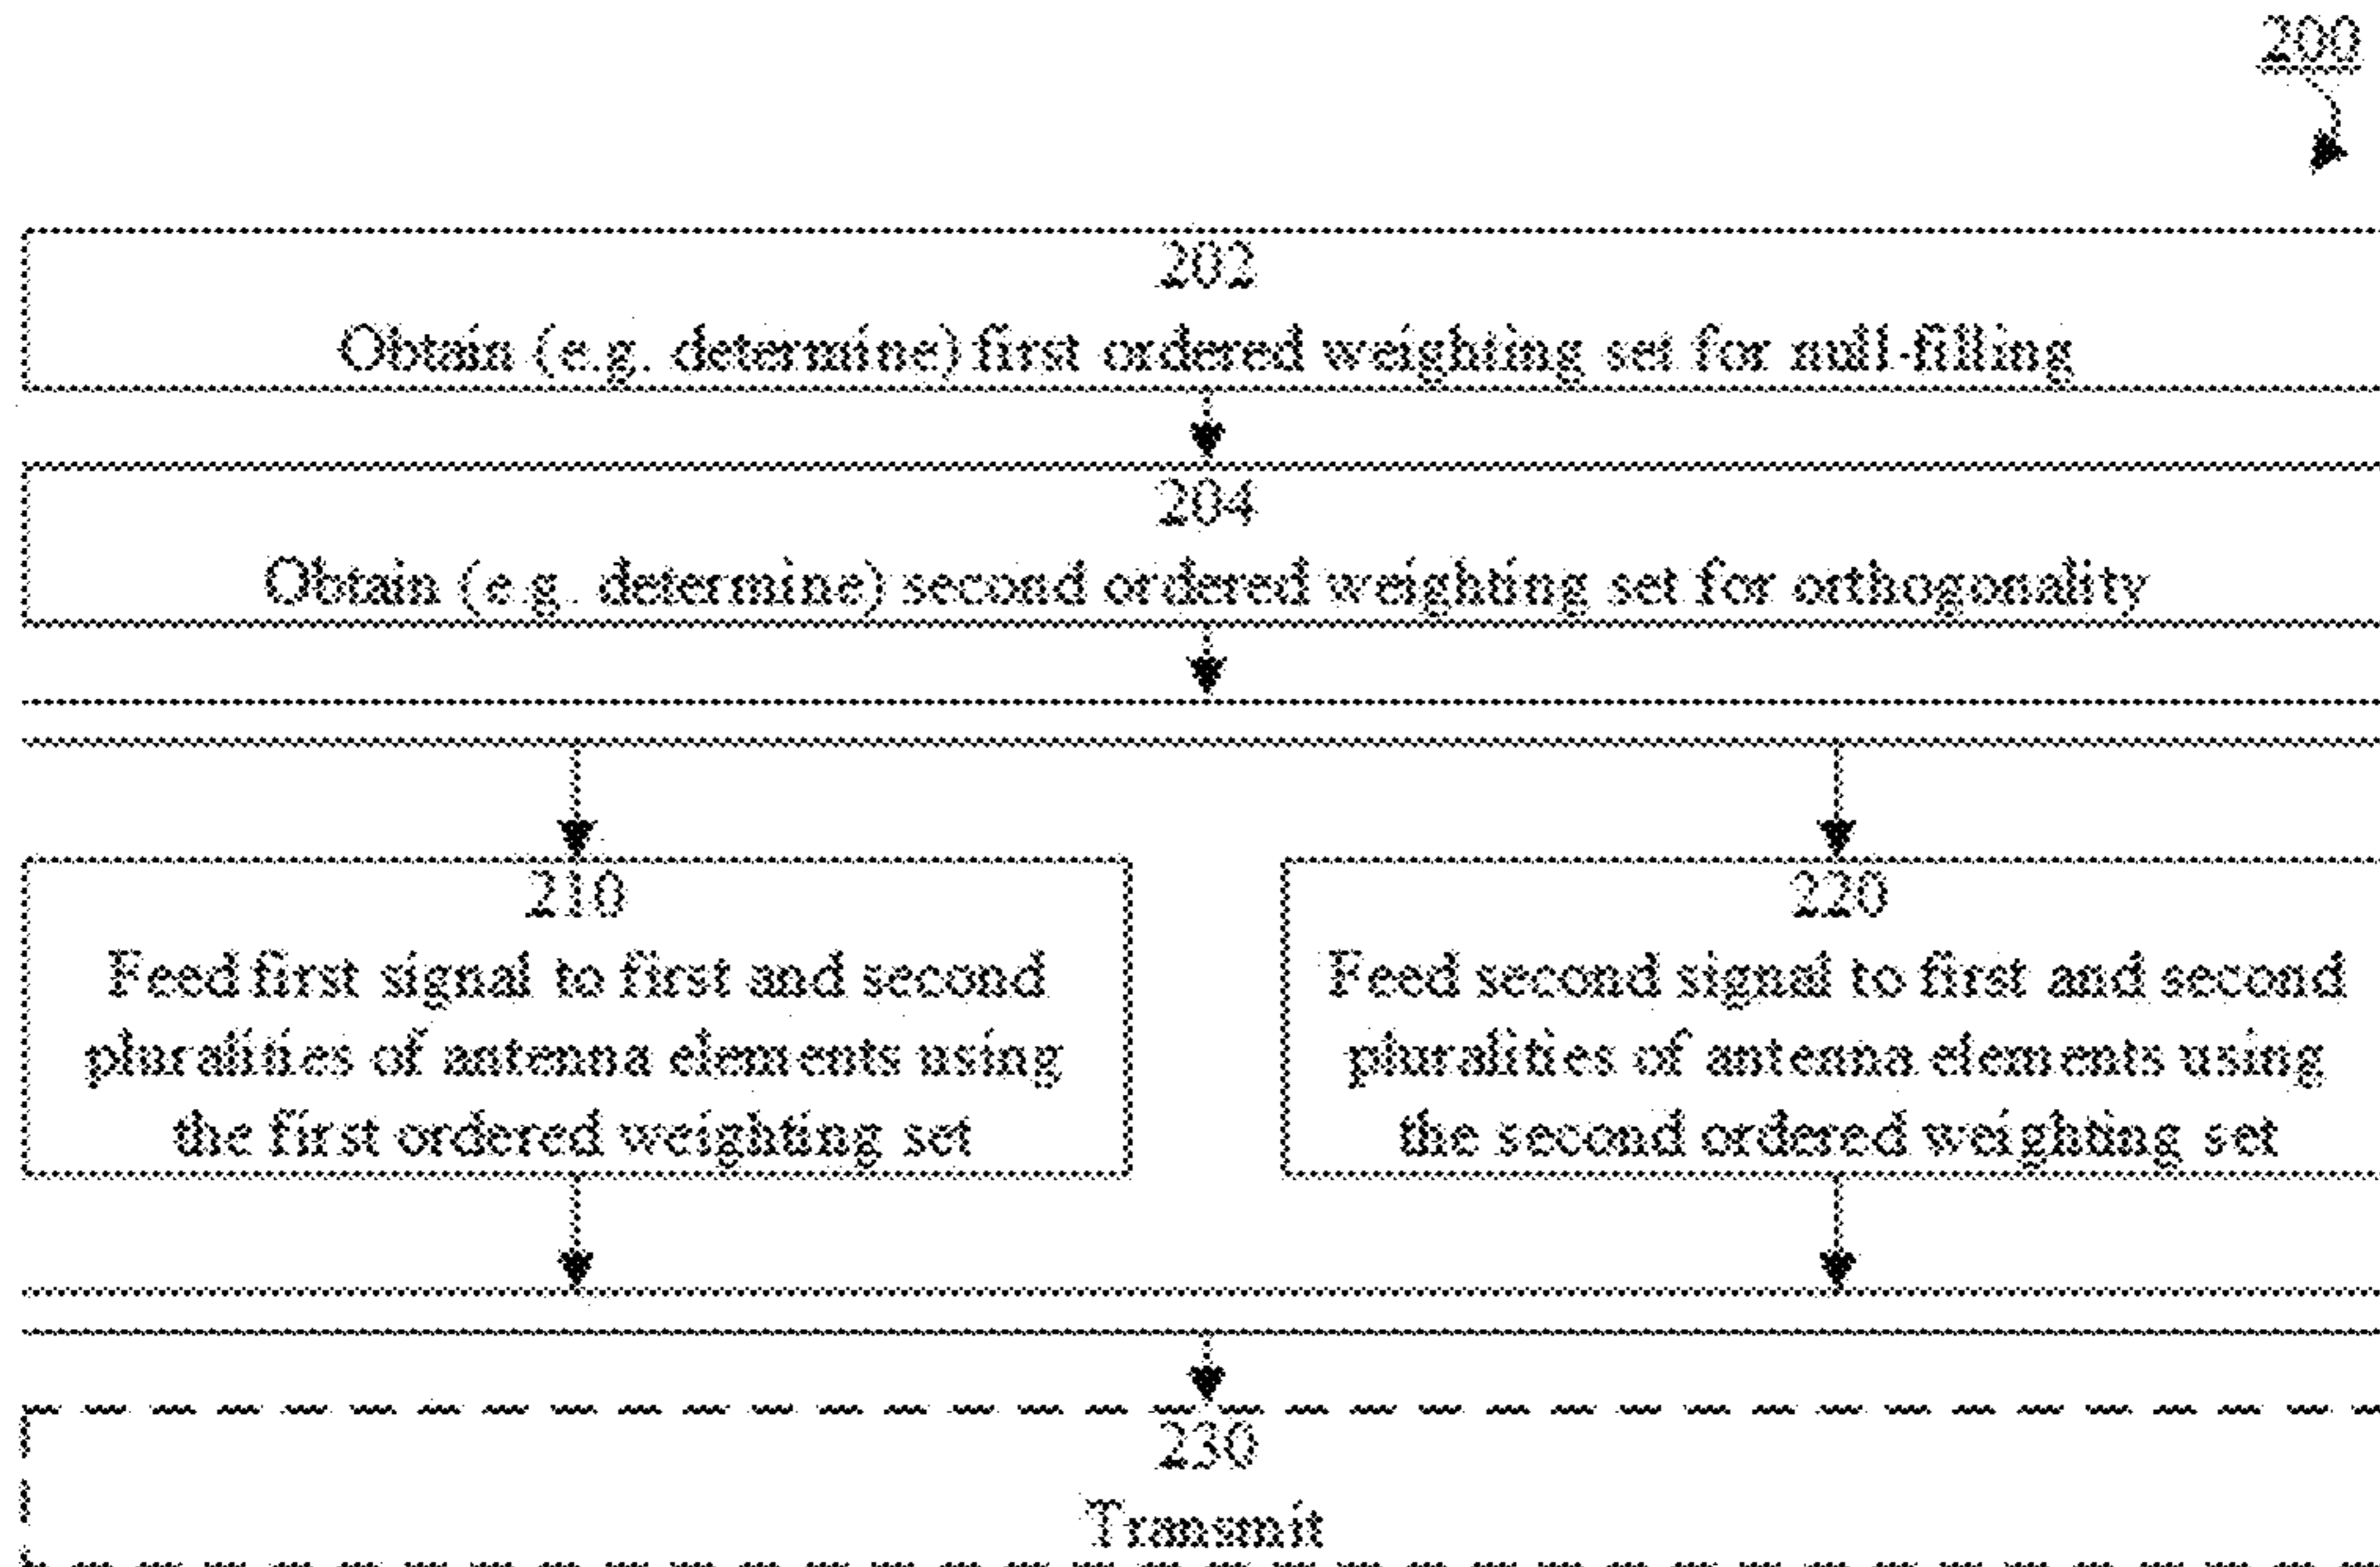 200
202
Obtain (e.g. determine) first ordered weighting set for null-filling
204
Obtain (e.g. determine) second ordered weighting set for orthogonality
210
Feed first signal to first and second
pluralities of antenna elements using
the first ordered weighting set
220
Feed second signal to first and second
pluralities of antenna elements using
the second ordered weighting set
230
Transmit